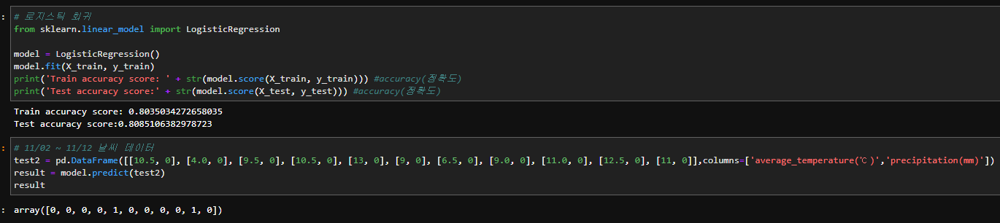 :
# 로지스틱 회귀
from sklearn.linear_model import LogisticRegression
model = LogisticRegression()
model.fit(X_train, y_train)
print('Train accuracy score: ' + str(model.score(X_train, y_train))) #accuracy(정확도)
print('Test accuracy score:' + str(model.score(X_test, y_test))) #accuracy(정확도)
Train accuracy score: 0.8035034272658035
Test accuracy score:0.8085106382978723
:
# 11/02 ~ 11/12 날씨 데이터
test2 = pd.DataFrame([[10.5, 0], [4.0, 0], [9.5, 0], [10.5, 0], [13, 0], [9, 0], [6.5, 0], [9.0, 0], [11.0, 0], [12.5, 0], [11, 0]],columns=['average_temperature(℃)','precipitation(mm)'])
result = model.predict(test2)
result
: array([0, 0, 0, 0, 1, 0, 0, 0, 0, 1, 0])